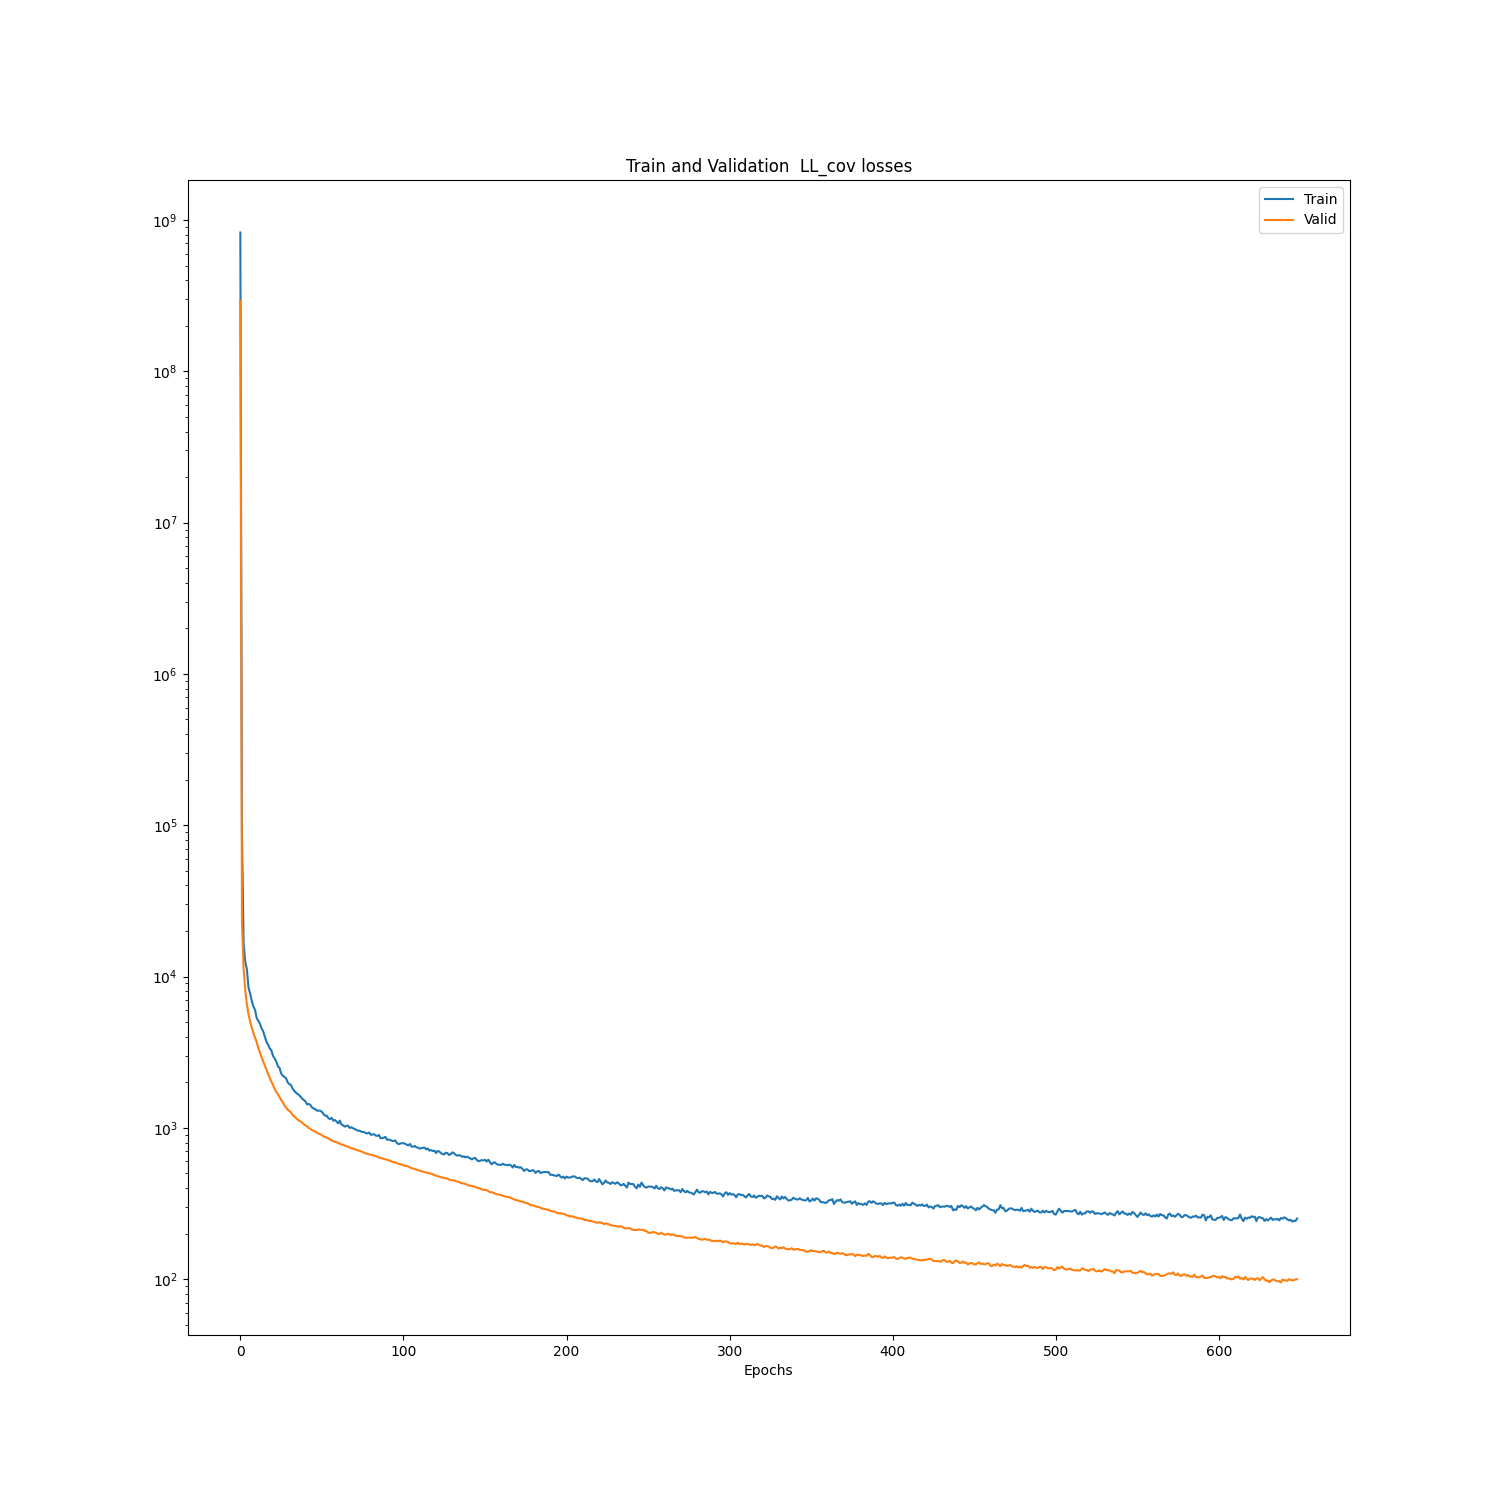 Train and Validation  LL_cov losses
Train
Valid
10⁹
10⁸
10⁷
10⁶
10⁵
10⁴
10³
10²
0 100 200 300 400 500 600
Epochs